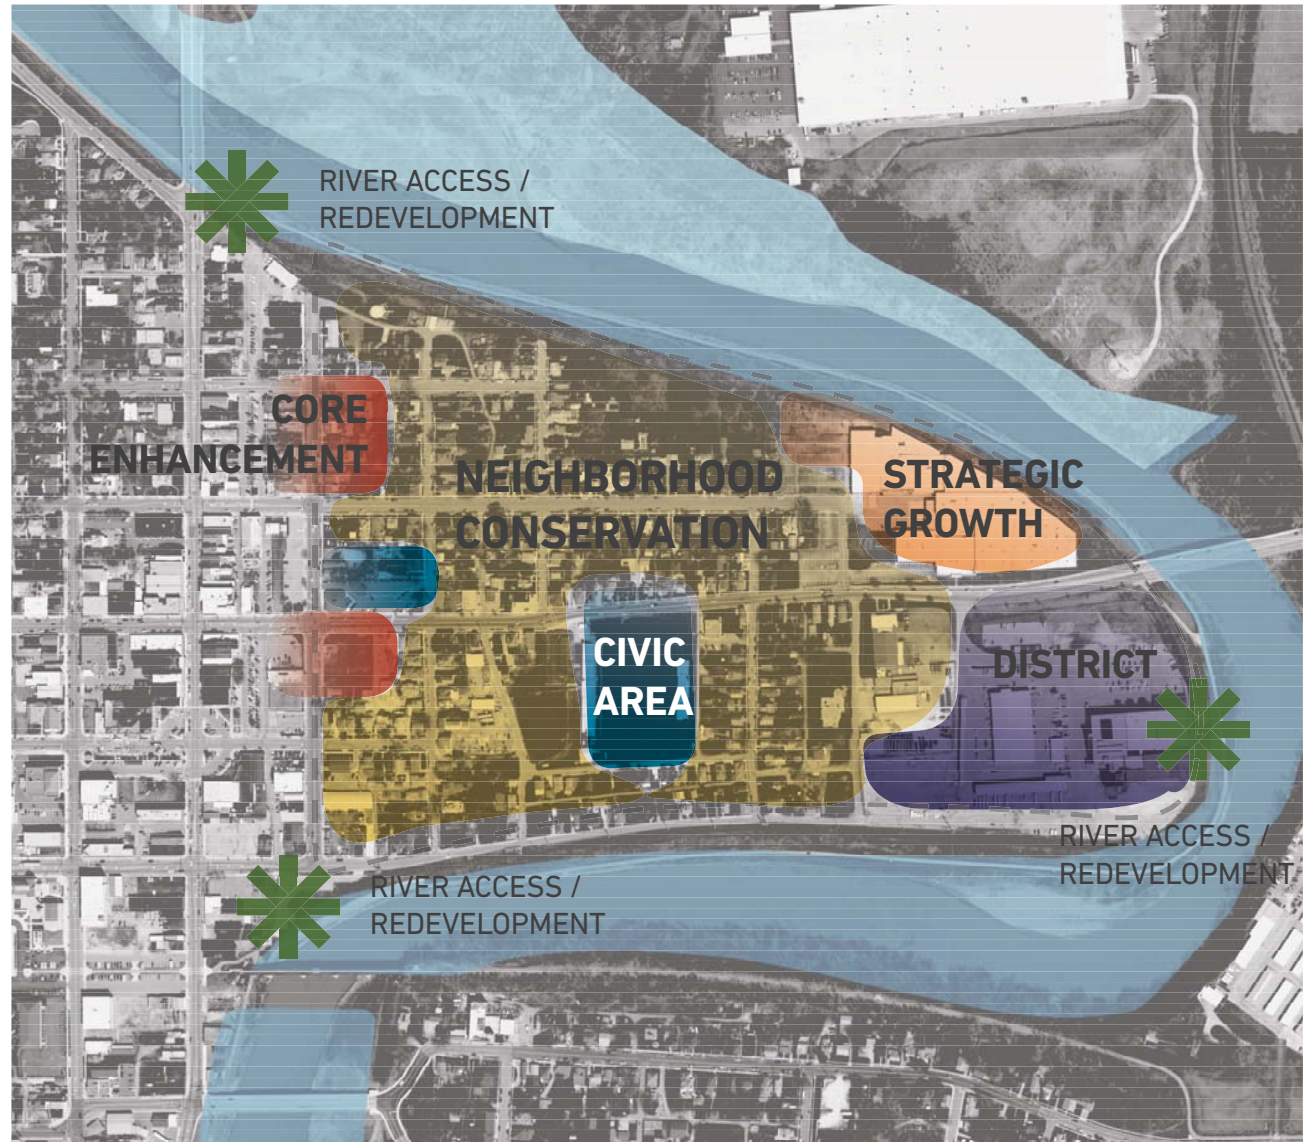 RIVER ACCESS /
REDEVELOPMENT
CORE
ENHANCEMENT
NEIGHBORHOOD
CONSERVATION
STRATEGIC
GROWTH
CIVIC
AREA
DISTRICT
RIVER ACCESS /
REDEVELOPMENT
RIVER ACCESS /
REDEVELOPMENT